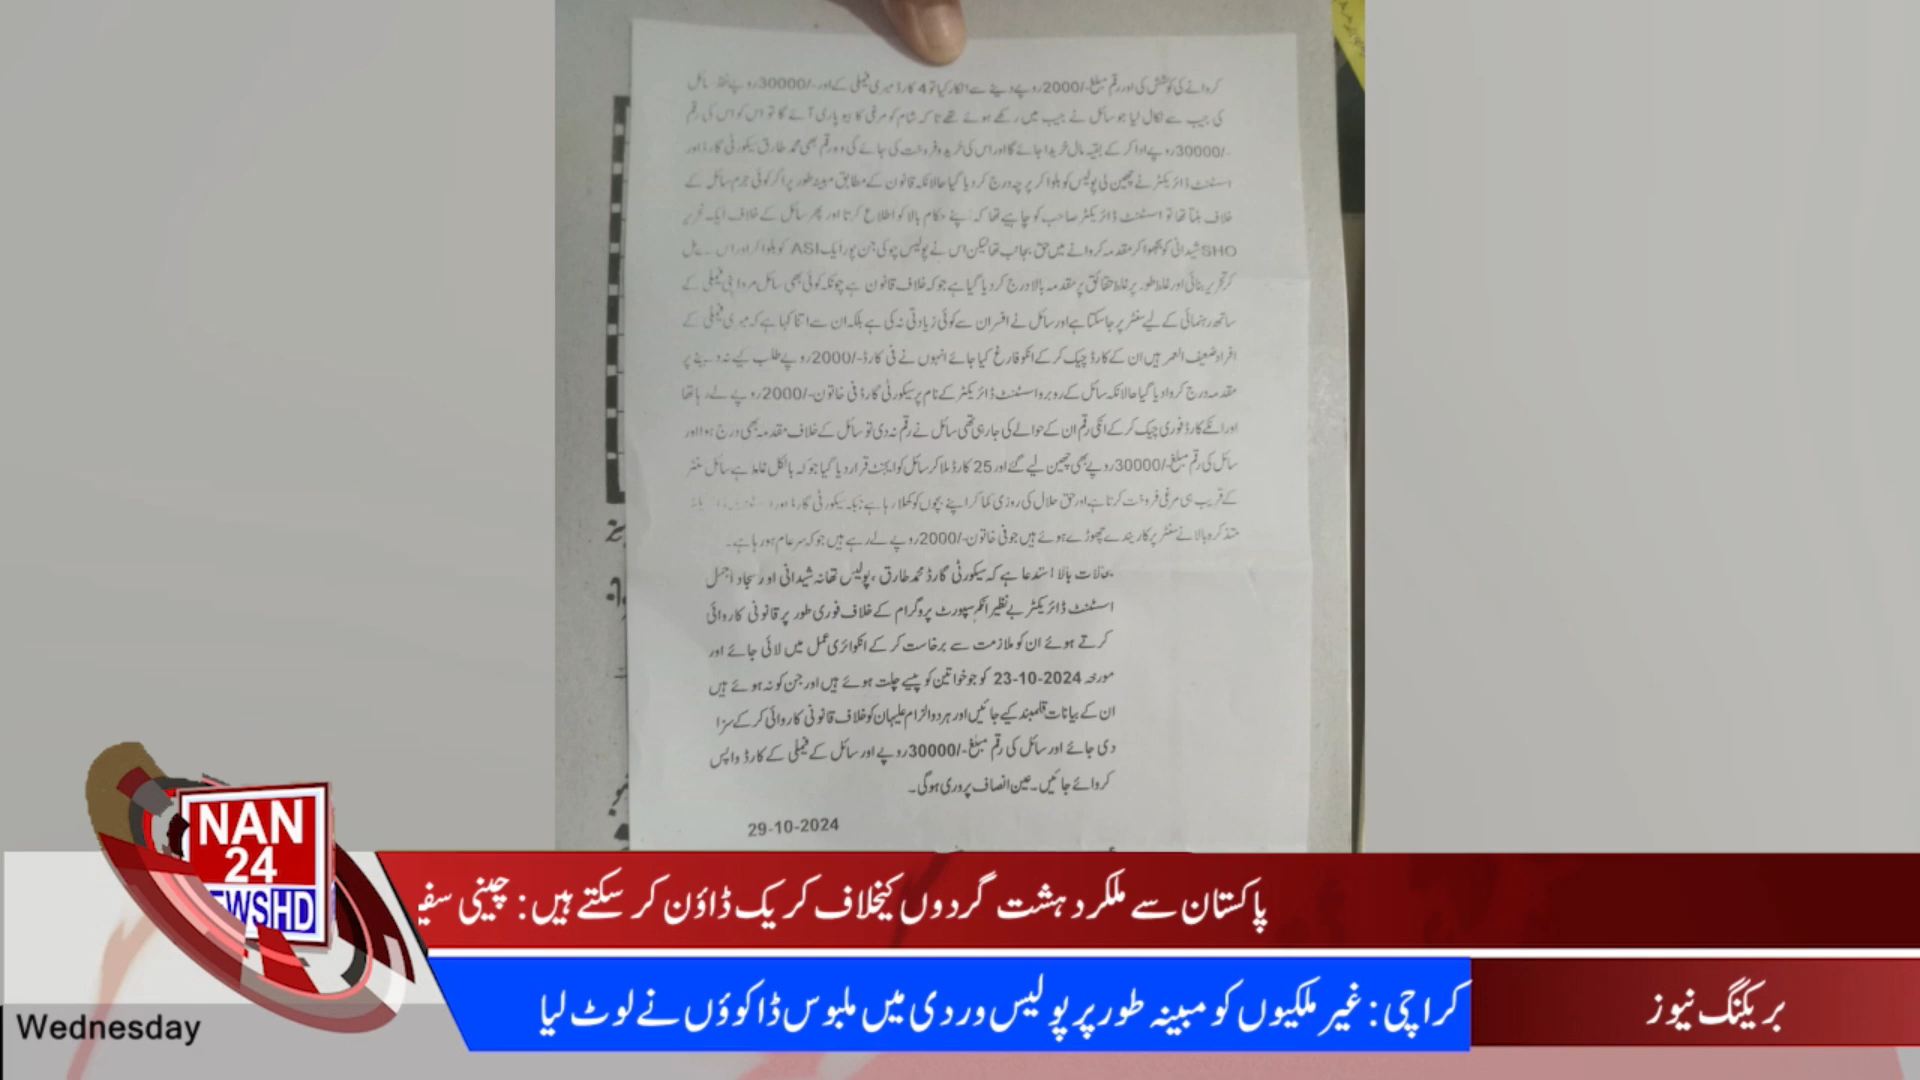 کروانے کی کوشش کی اور رقم مبلغ -/2000 روپے دینے سے انکار کیا تو 4 کارڈ میری فیملی کے اور -/30000 روپے نقد سائل
کی جیب سے نکال لیا جو سائل نے جیب میں رکھے ہوئے تھے تا کہ شام کو مرغی کا بیوپاری آئے گا تو اس کو اس کی رقم
-/30000 روپے ادا کر کے بقیہ مال خریدا جائے گا اور اس کی خرید و فروخت کی جائے گی وہ رقم بھی محمد طارق سیکورٹی گارڈ اور
اسسٹنٹ ڈائریکٹر نے چھین لی پولیس کو بلوا کر پرچہ درج کر دیا گیا حالانکہ قانون کے مطابق مبینہ طور پر اگر کوئی جرم سائل کے
خلاف بنتا تھا تو اسسٹنٹ ڈائریکٹر صاحب کو چاہیے تھا کہ اپنے حکام بالا کو اطلاع کرتا اور پھر سائل کے خلاف ایک تحریر
SHO شیدانی کو بھجوا کر مقدمہ کروانے میں حق بجانب تھا لیکن اس نے پولیس چوکی جن پور ایک ASI کو بلوا کر اور اس سے مل
کر تحریر بنائی اور غلط طور پر غلط حقائق پر مقدمہ بالا درج کر دیا گیا ہے جو کہ خلاف قانون ہے چونکہ کوئی بھی سائل مرد اپنی فیملی کے
ساتھ رہنمائی کے لیے سنٹر پر جا سکتا ہے اور سائل نے افسران سے کوئی زیادتی نہ کی ہے بلکہ ان سے اتنا کہا ہے کہ میری فیملی کے
افراد ضعیف العمر ہیں ان کے کارڈ چیک کر کے انکو فارغ کیا جائے انہوں نے فی کارڈ -/2000 روپے طلب کیے نہ دینے پر
مقدمہ درج کروا دیا گیا حالانکہ سائل کے روبرو اسسٹنٹ ڈائریکٹر کے نام پر سیکورٹی گارڈ فی خاتون -/2000 روپے لے رہا تھا
اور انکے کارڈ فوری چیک کر کے انکی رقم ان کے حوالے کی جا رہی تھی سائل نے رقم نہ دی تو سائل کے خلاف مقدمہ بھی درج ہوا اور
سائل کی رقم مبلغ -/30000 روپے بھی چھین لیے گئے اور 25 کارڈ ملا کر سائل کو ایجنٹ قرار دیا گیا جو کہ بالکل غلط ہے سائل سنٹر
کے قریب ہی مرغی فروخت کرتا ہے اور حق حلال کی روزی کما کر اپنے بچوں کو کھلا رہا ہے جبکہ سیکورٹی گارڈ اور
متذکرہ بالا نے سنٹر پر کارندے چھوڑے ہوئے ہیں جو فی خاتون -/2000 روپے لے رہے ہیں جو کہ سر عام ہو رہا ہے۔
بحالات بالا استدعا ہے کہ سیکورٹی گارڈ محمد طارق ، پولیس تھانہ شیدانی اور سجاد اجمل
اسسٹنٹ ڈائریکٹر بے نظیر انکم سپورٹ پروگرام کے خلاف فوری طور پر قانونی کاروائی
کرتے ہوئے ان کو ملازمت سے برخاست کر کے انکوائری عمل میں لائی جائے اور
مورخہ 23-10-2024 کو جو خواتین کو پیسے چلت ہوئے ہیں اور جن کو نہ ہوئے ہیں
ان کے بیانات قلمبند کیے جائیں اور ہر دو الزام علیہان کو خلاف قانونی کاروائی کر کے سزا
دی جائے اور سائل کی رقم مبلغ -/30000 روپے اور سائل کے فیملی کے کارڈ واپس
کروائے جائیں۔ عین انصاف پروری ہوگی۔
29-10-2024
NAN
24
EWSHD
پاکستان سے ملکر دہشت گردوں کیخلاف کریک ڈاؤن کر سکتے ہیں: چینی سفیر
کراچی: غیر ملکیوں کو مبینہ طور پر پولیس وردی میں ملبوس ڈاکوؤں نے لوٹ لیا
بریکنگ نیوز
Wednesday